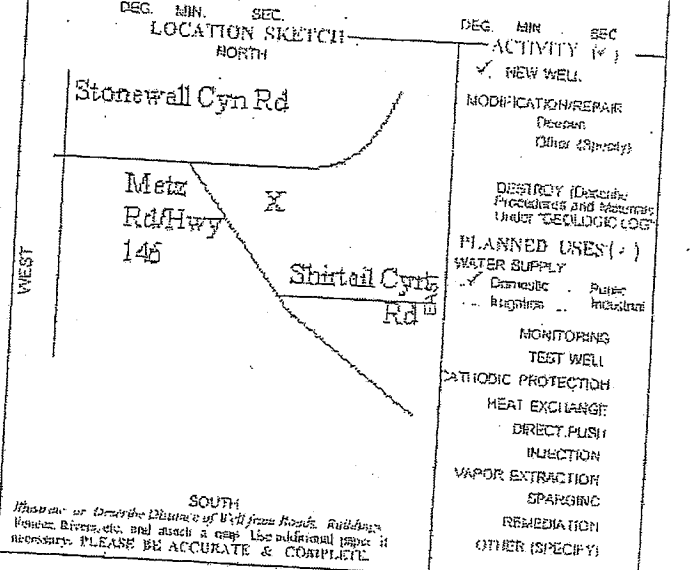 DEG. MIN. SEC.
LOCATION SKETCH
NORTH
Stonewall Cyn Rd
Metz
Rd/Hwy
146
X
Shirtail Cyn
Rd
WEST
EAST
SOUTH
Illustrate or Describe Distance of Well from Roads, Buildings,
Fences, Rivers, etc. and attach a map. Use additional paper if
necessary. PLEASE BE ACCURATE & COMPLETE.
DEG. MIN SEC
ACTIVITY (✓)
✓ NEW WELL
MODIFICATION/REPAIR
Deepen
Other (Specify)
DESTROY (Describe
Procedures and Materials
Under "GEOLOGIC LOG"
PLANNED USES (✓)
WATER SUPPLY
✓ Domestic Public
Irrigation Industrial
MONITORING
TEST WELL
CATHODIC PROTECTION
HEAT EXCHANGE
DIRECT PUSH
INJECTION
VAPOR EXTRACTION
SPARGING
REMEDIATION
OTHER (SPECIFY)